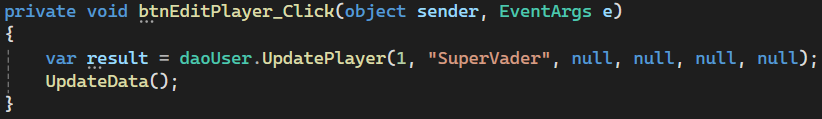 private void btnEditPlayer_Click(object sender, EventArgs e)
{
    var result = daoUser.UpdatePlayer(1, "SuperVader", null, null, null, null);
    UpdateData();
}